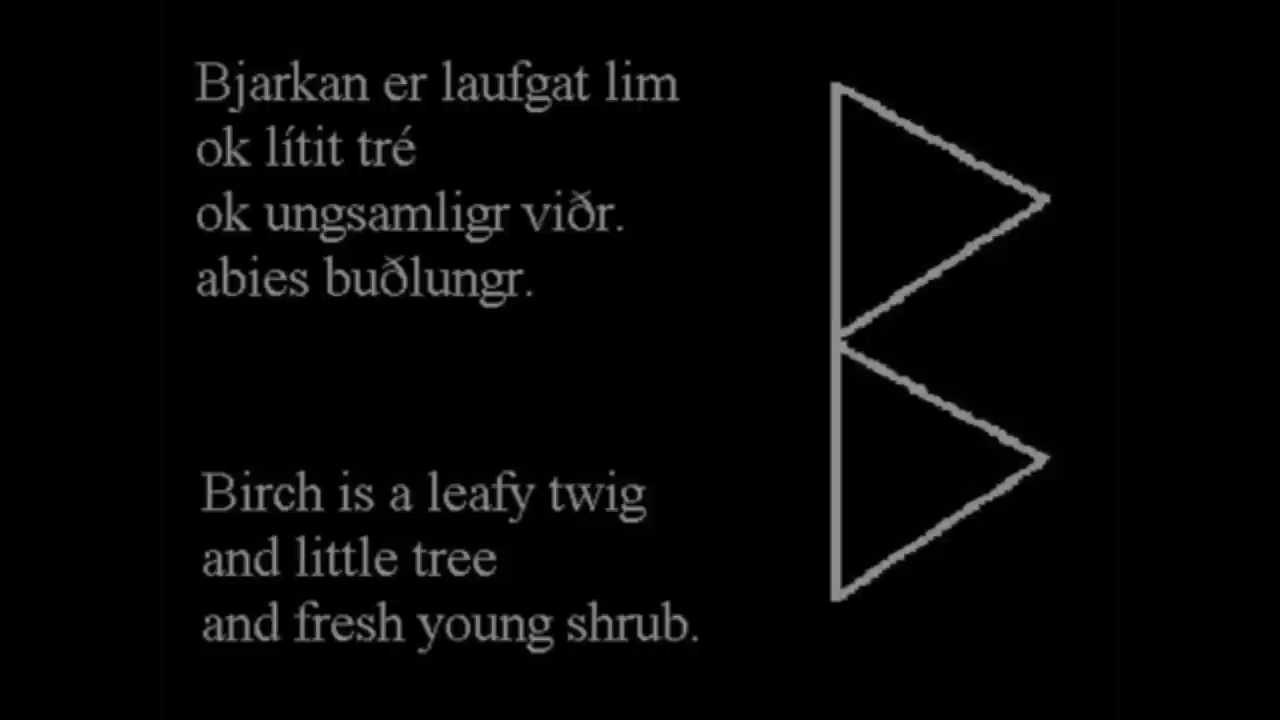 Bjarkan er laufgat lim
ok lítit tré
ok ungsamligr viðr.
abies buðlungr.
Birch is a leafy twig
and little tree
and fresh young shrub.